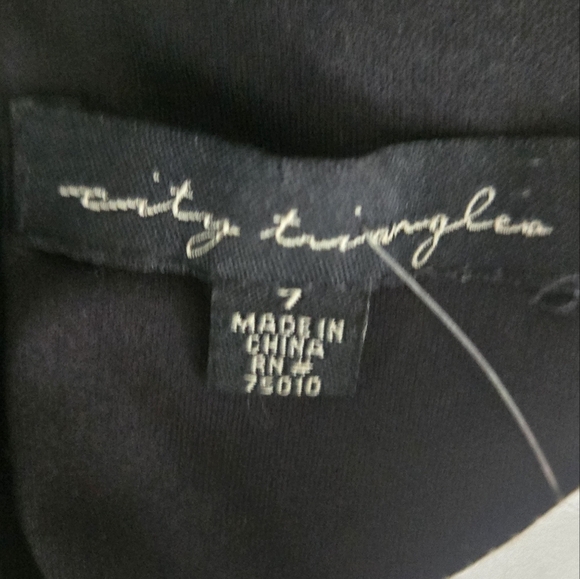 city triangles
7
MADE IN
CHINA
RN #
75010